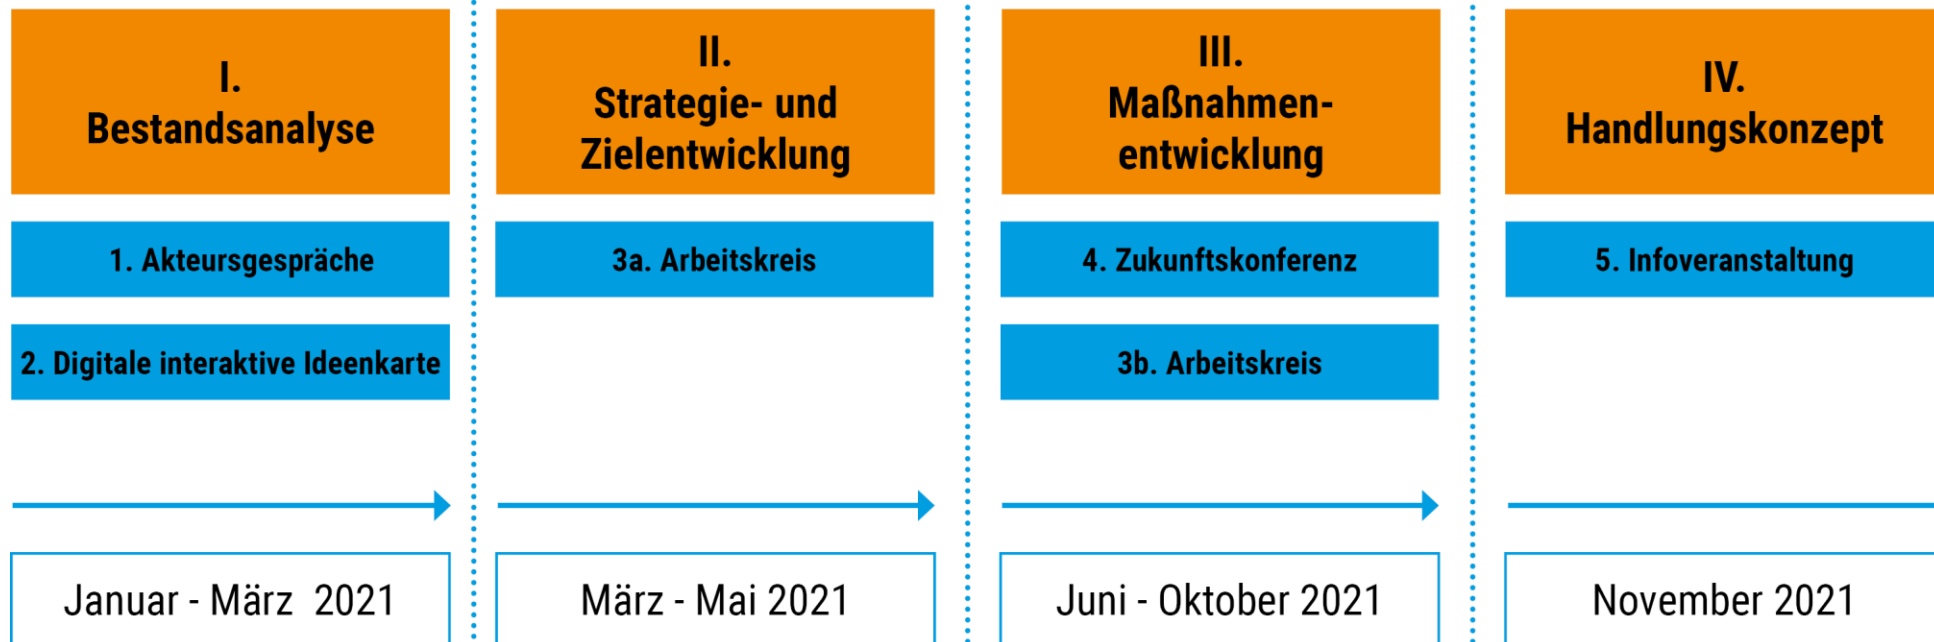 I.
Bestandsanalyse
1. Akteursgespräche
2. Digitale interaktive Ideenkarte
Januar - März 2021
II.
Strategie- und
Zielentwicklung
3a. Arbeitskreis
März - Mai 2021
III.
Maßnahmen-
entwicklung
4. Zukunftskonferenz
3b. Arbeitskreis
Juni - Oktober 2021
IV.
Handlungskonzept
5. Infoveranstaltung
November 2021